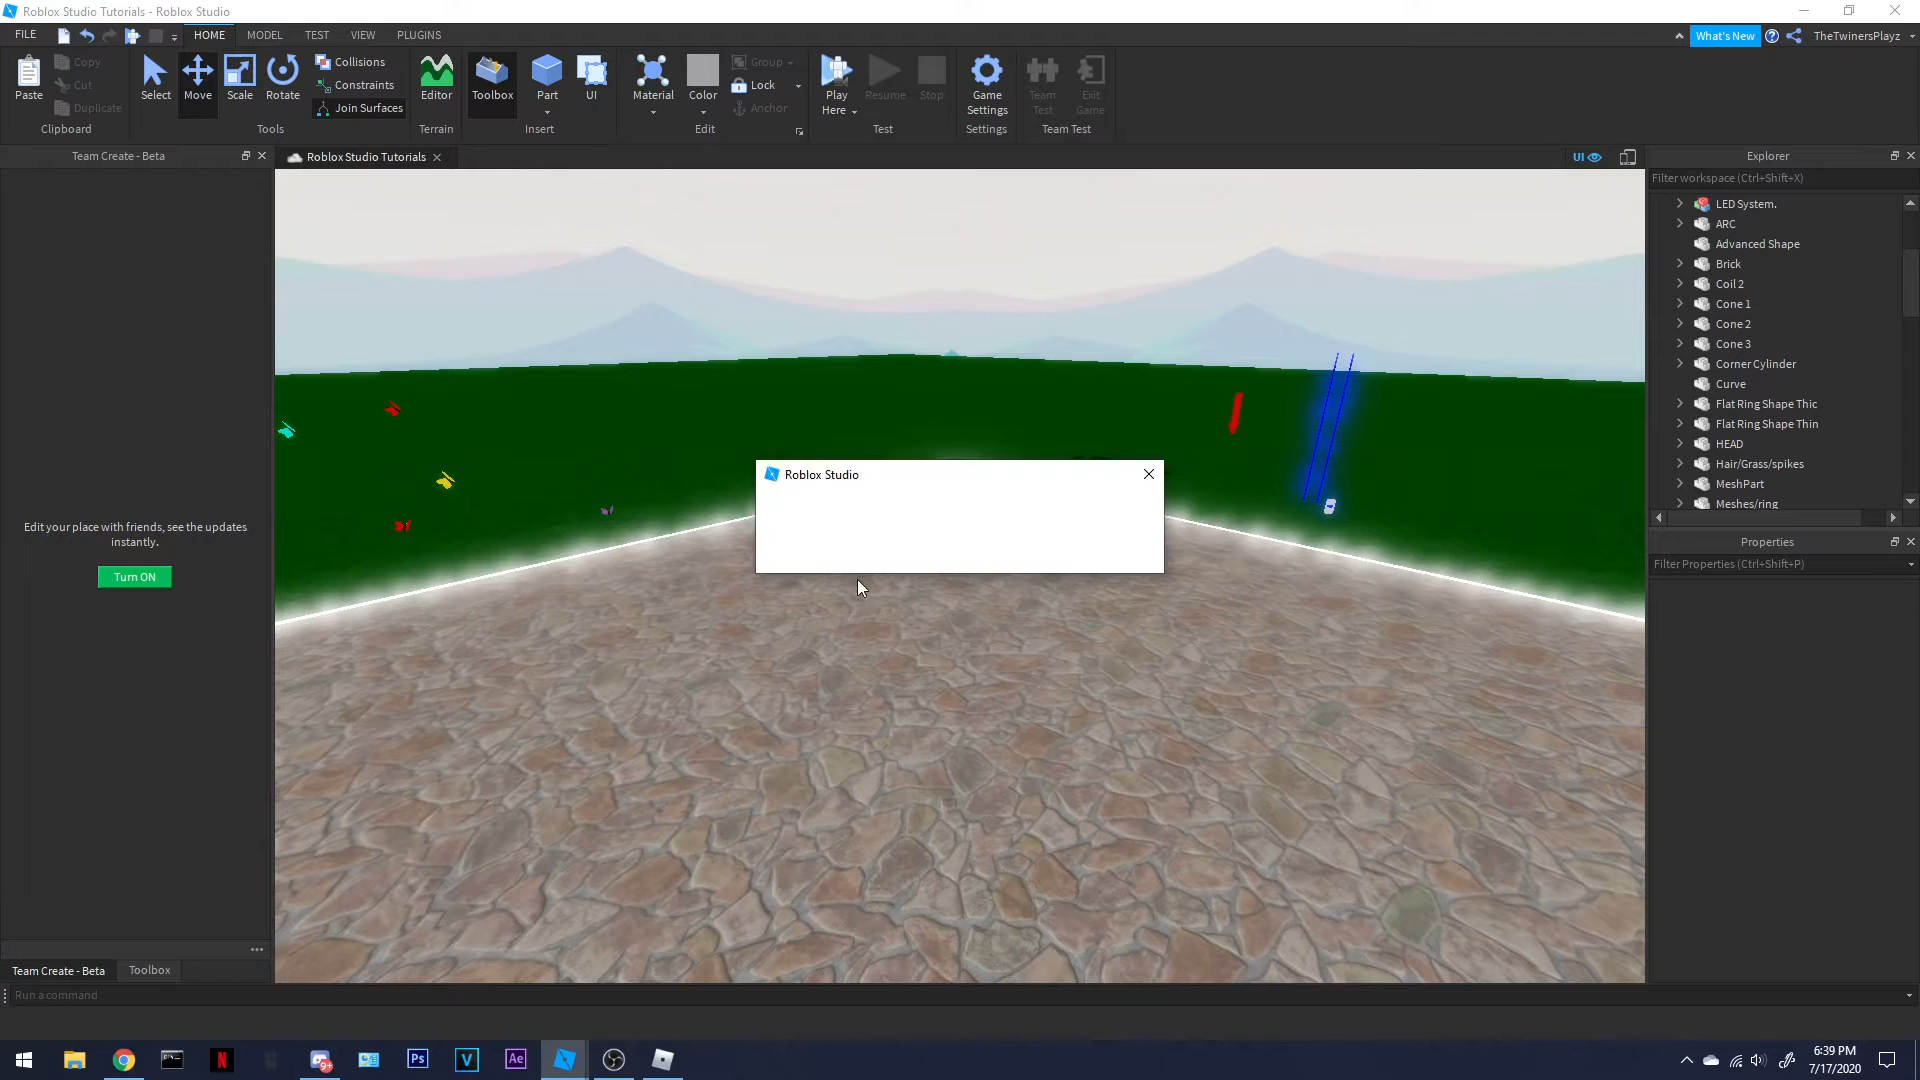 Roblox Studio Tutorials - Roblox Studio
FILE HOME MODEL TEST VIEW PLUGINS What's New TheTwinersPlayz
Paste Copy Cut Duplicate
Clipboard
Select Move Scale Rotate Collisions Constraints Join Surfaces
Tools
Editor
Terrain
Toolbox Part UI
Insert
Material Color Group Lock Anchor
Edit
Play Here Resume Stop
Test
Game Settings
Settings
Team Test Exit Game
Team Test
Team Create - Beta
Roblox Studio Tutorials
UI
Explorer
Filter workspace (Ctrl+Shift+X)
LED System.
ARC
Advanced Shape
Brick
Coil 2
Cone 1
Cone 2
Cone 3
Corner Cylinder
Curve
Flat Ring Shape Thic
Flat Ring Shape Thin
HEAD
Hair/Grass/spikes
MeshPart
Meshes/ring
Properties
Filter Properties (Ctrl+Shift+P)
Roblox Studio
Edit your place with friends, see the updates
instantly.
Turn ON
Team Create - Beta Toolbox
Run a command
N 9+ Ps V Ae
6:39 PM
7/17/2020